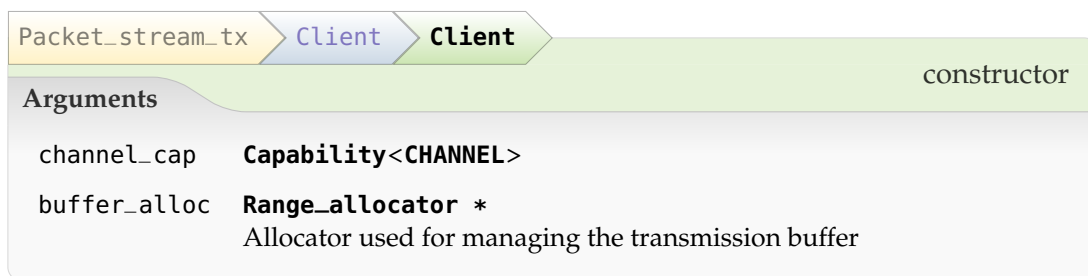 Packet_stream_tx Client Client
constructor
Arguments
channel_cap Capability<CHANNEL>
buffer_alloc Range_allocator *
Allocator used for managing the transmission buffer